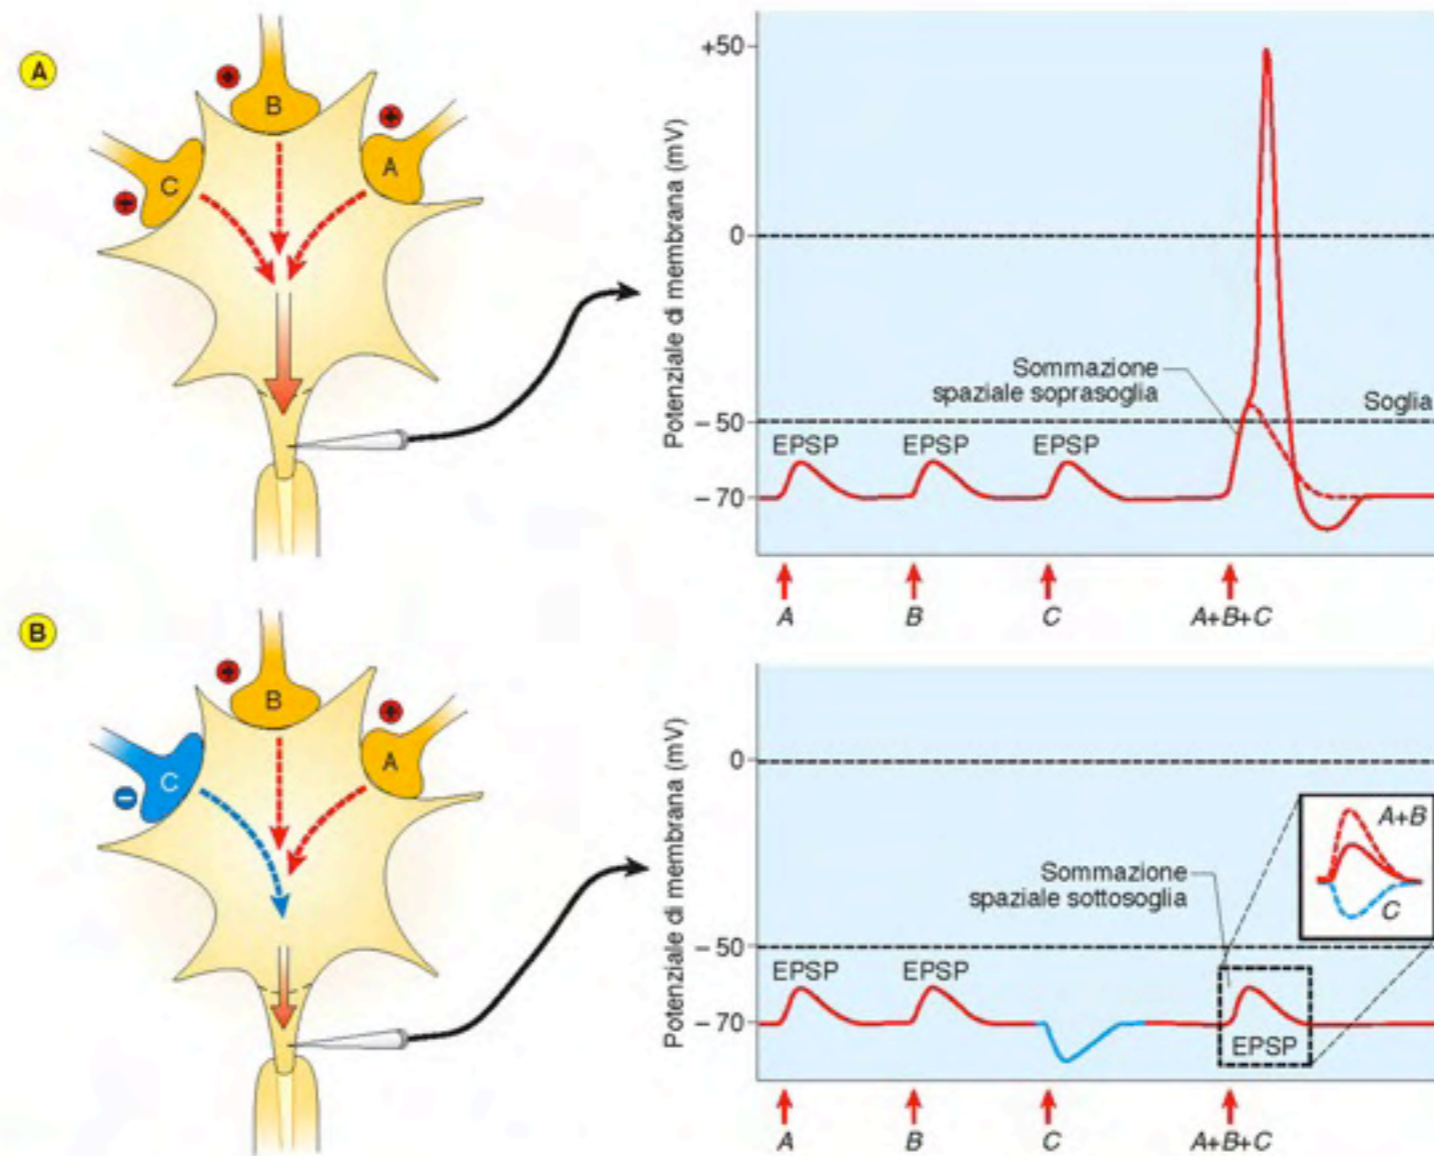 A
B
A
C
+
+
+
Potenziale di membrana (mV)
+50
0
– 50
– 70
Sommazione
spaziale soprasoglia
Soglia
EPSP
EPSP
EPSP
A
B
C
A+B+C
B
B
A
C
+
+
–
Potenziale di membrana (mV)
0
– 50
– 70
A+B
C
Sommazione
spaziale sottosoglia
EPSP
EPSP
EPSP
A
B
C
A+B+C